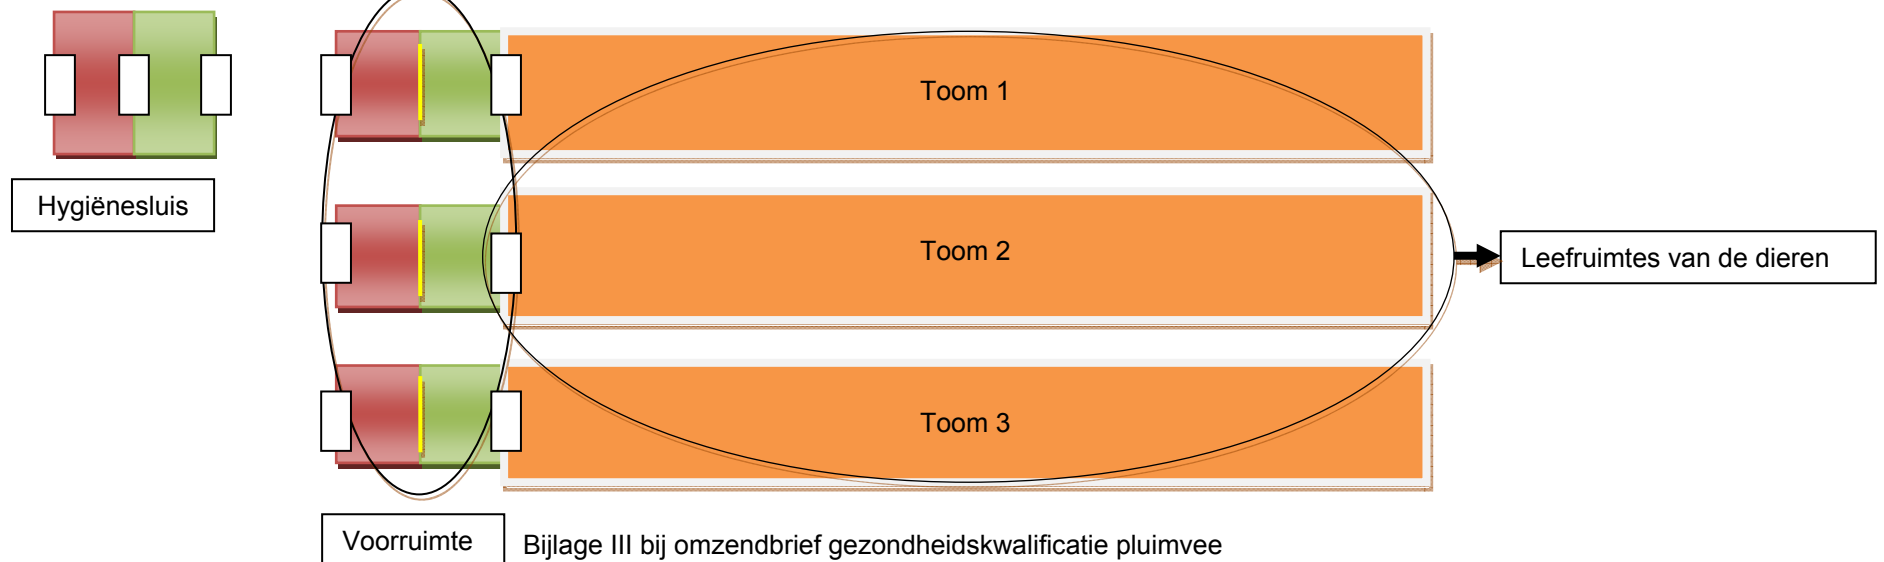 Toom 1
Hygiënesluis
Toom 2
Leefruimtes van de dieren
Toom 3
Voorruimte
Bijlage III bij omzendbrief gezondheidskwalificatie pluimvee